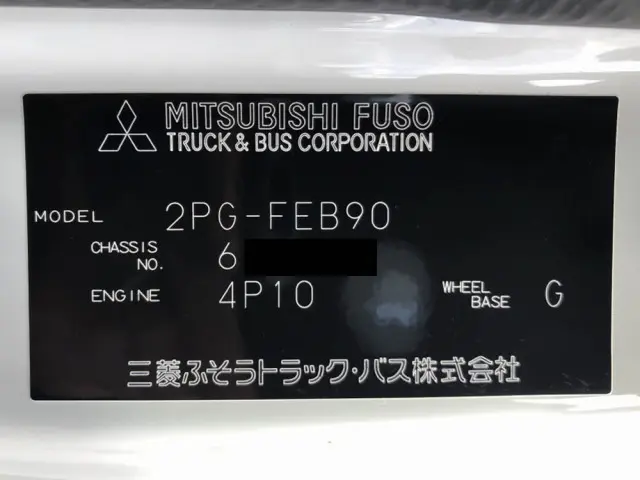 MITSUBISHI FUSO
TRUCK & BUS CORPORATION
MODEL 2PG-FEB90
CHASSIS NO. 6
ENGINE 4P10 WHEEL BASE G
三菱ふそうトラック・バス株式会社